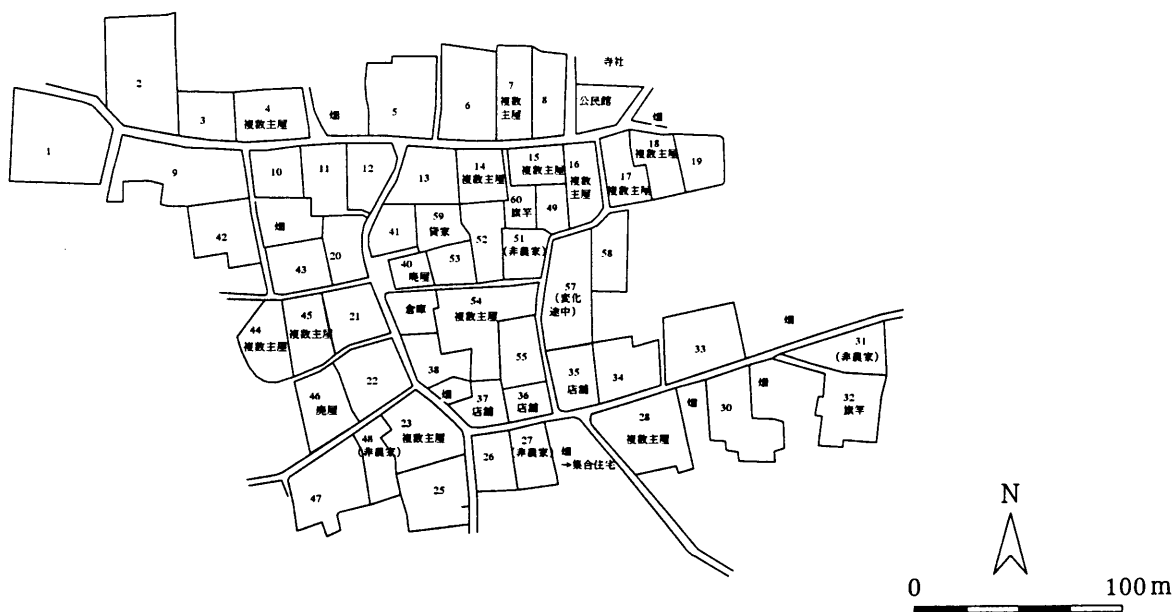 寺社
2
7
複数主屋
4
複数主屋
畑
5
6
8
公民館
3
畑
1
18
複数主屋
15
複数主屋
16
複数主屋
14
複数主屋
19
9
10
11
12
13
17
複数主屋
60
旗竿
49
59
貸家
41
畑
42
52
51
(非農家)
20
43
40
廃屋
53
58
57
(変化
途中)
倉庫
54
複数主屋
45
複数主屋
21
44
複数主屋
畑
31
(非農家)
33
55
38
35
店舗
34
22
46
廃屋
畑
37
店舗
36
店舗
畑
畑
30
32
旗竿
28
複数主屋
23
複数主屋
48
(非農家)
26
27
(非農家)
畑
→集合住宅
47
25
N
0
100m